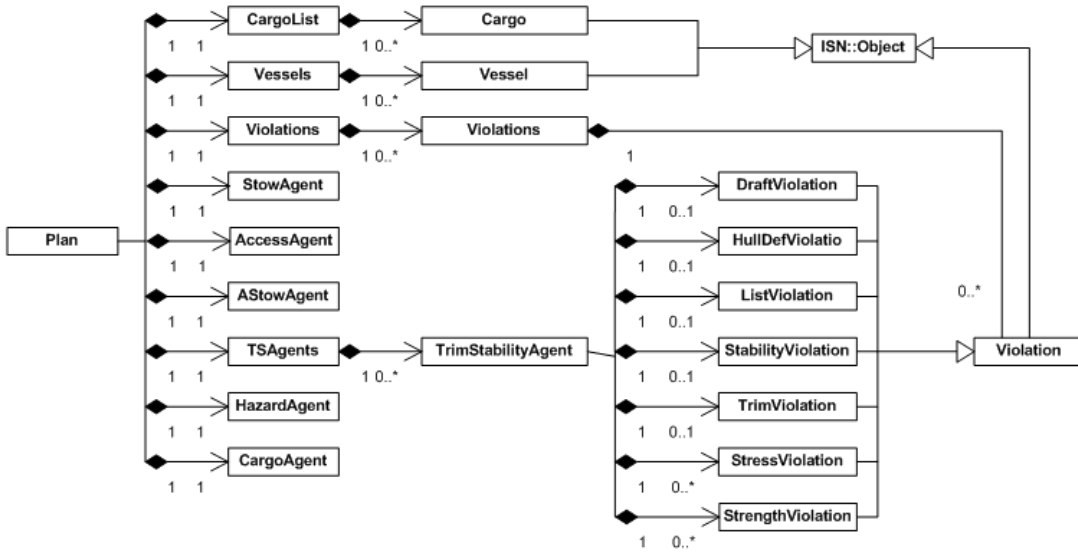 CargoList Cargo ISN::Object
1 1 1 0..*
Vessels Vessel
1 1 1 0..*
Violations Violations
1 1 1 0..* 1
StowAgent DraftViolation
1 1 1 0..1
Plan AccessAgent HullDefViolatio
1 1 1 0..1
AStowAgent ListViolation 0..*
1 1 1 0..1
TSAgents TrimStabilityAgent StabilityViolation Violation
1 1 1 0..* 1 0..1
HazardAgent TrimViolation
1 1 1 0..1
CargoAgent StressViolation
1 1 1 0..*
StrengthViolation
1 0..*